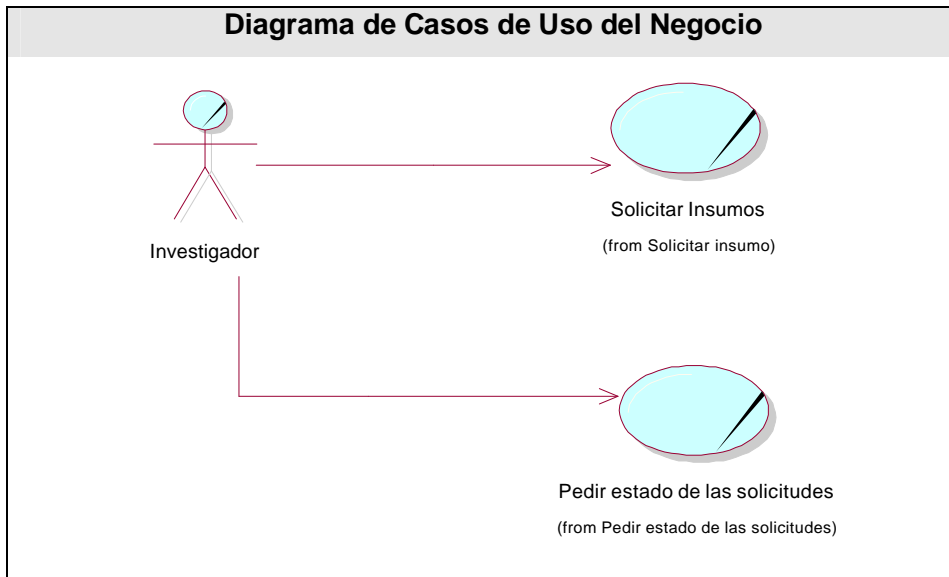 Diagrama de Casos de Uso del Negocio
Solicitar Insumos
(from Solicitar insumo)
Investigador
Pedir estado de las solicitudes
(from Pedir estado de las solicitudes)